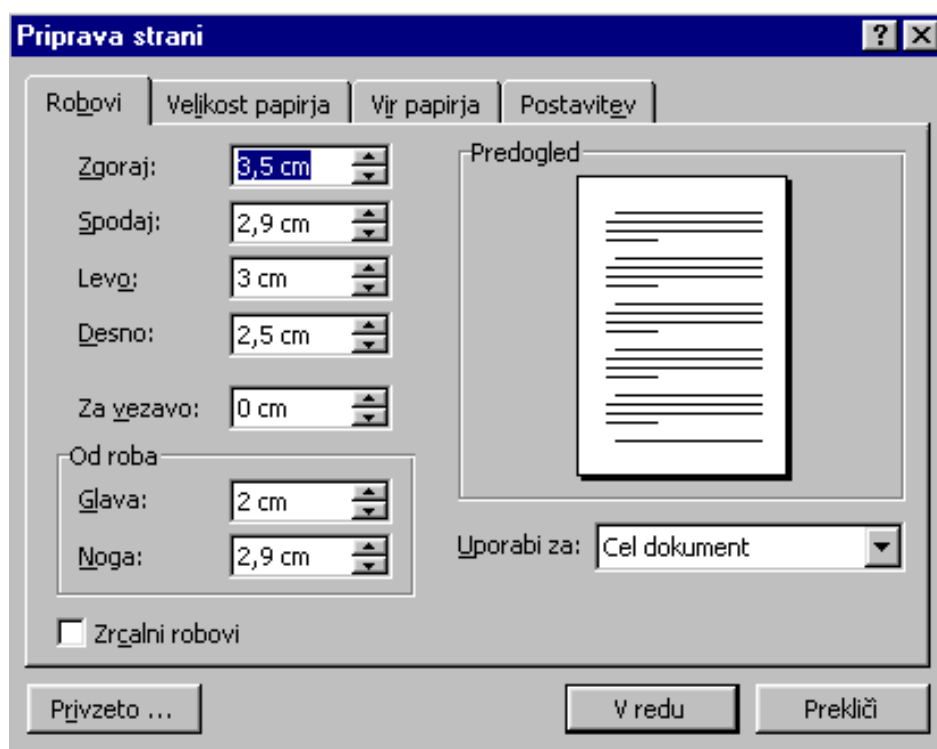 Priprava strani
Robovi Velikost papirja Vir papirja Postavitev
Zgoraj: 3,5 cm
Spodaj: 2,9 cm
Levo: 3 cm
Desno: 2,5 cm
Za vezavo: 0 cm
Od roba
Glava: 2 cm
Noga: 2,9 cm
Zrcalni robovi
Predogled
Uporabi za: Cel dokument
Privzeto ... V redu Prekliči